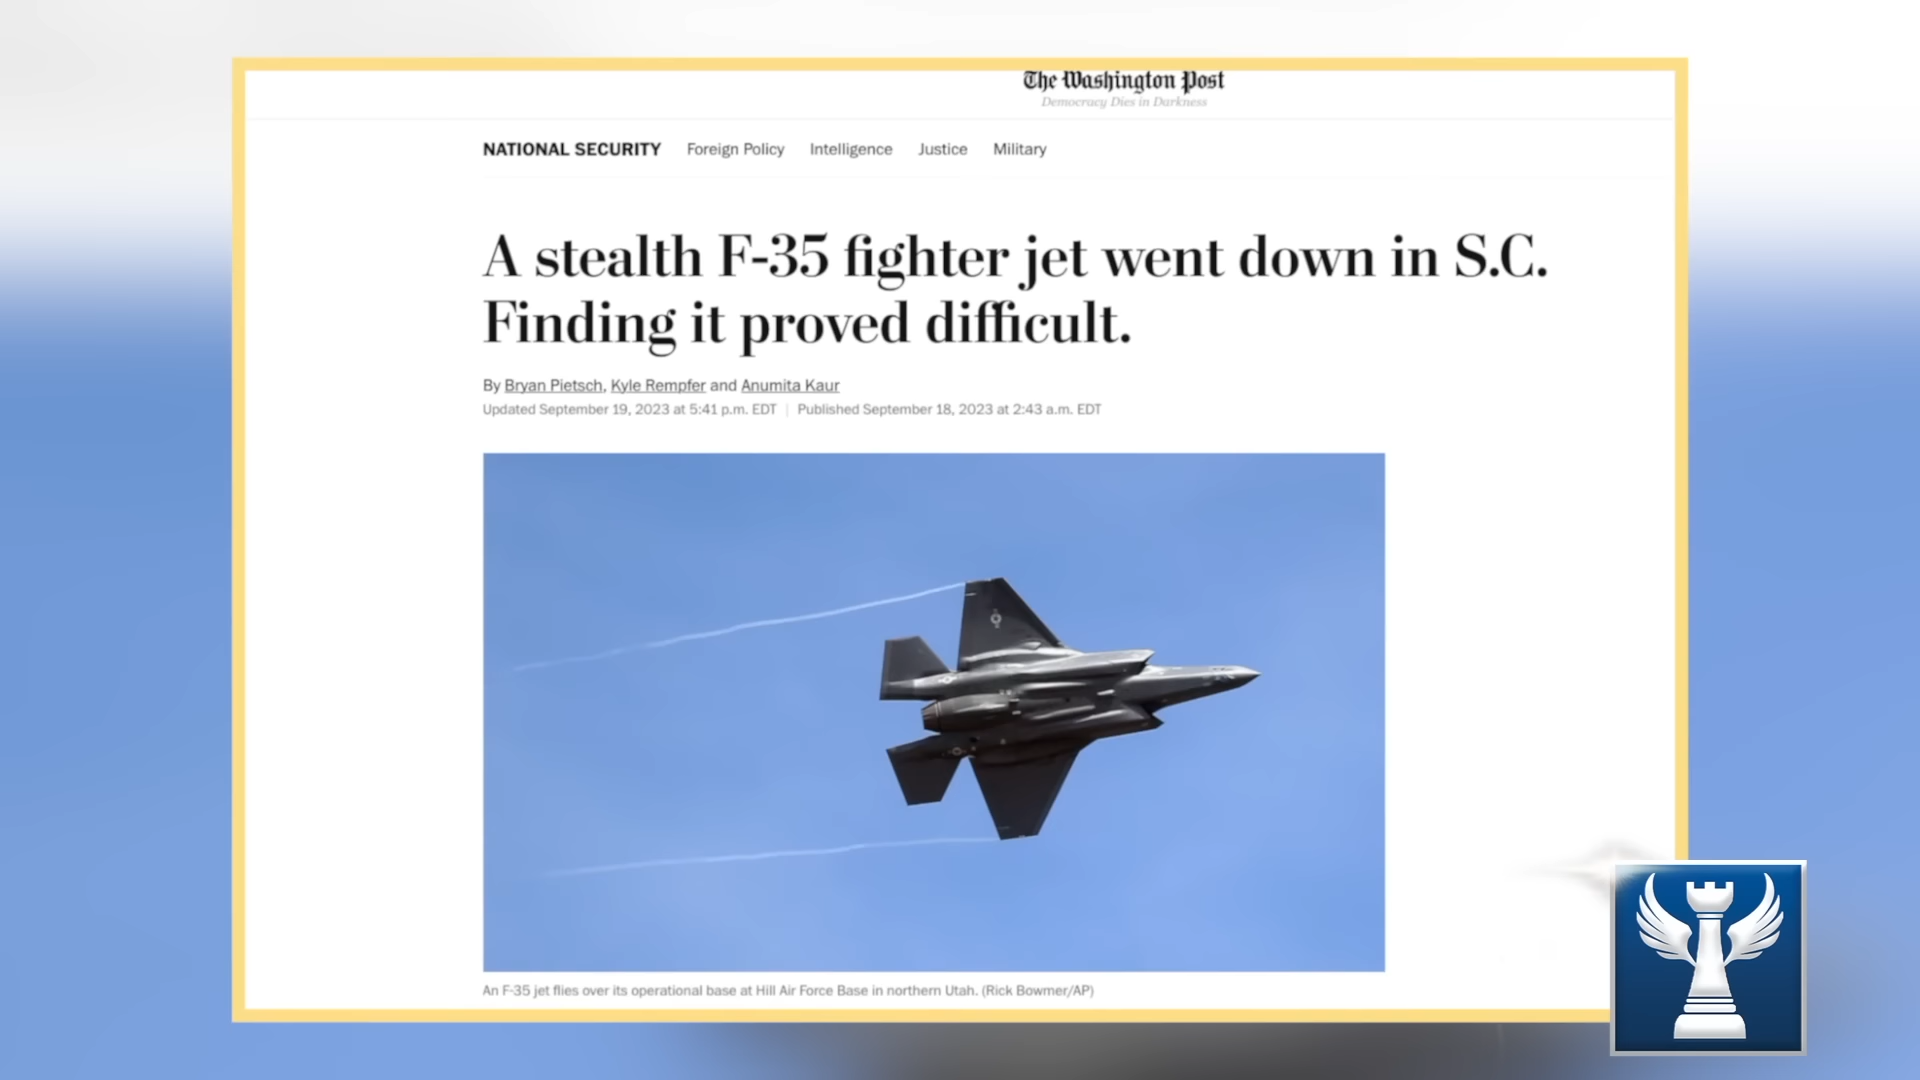 The Washington Post
Democracy Dies in Darkness
NATIONAL SECURITY Foreign Policy Intelligence Justice Military
A stealth F-35 fighter jet went down in S.C.
Finding it proved difficult.
By Bryan Pietsch, Kyle Rempfer and Anumita Kaur
Updated September 19, 2023 at 5:41 p.m. EDT | Published September 18, 2023 at 2:43 a.m. EDT
An F-35 jet flies over its operational base at Hill Air Force Base in northern Utah. (Rick Bowmer/AP)